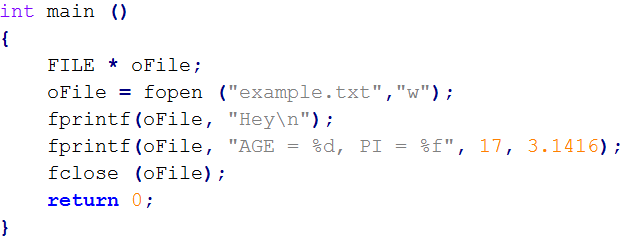 int main ()
{
FILE * oFile;
oFile = fopen ("example.txt","w");
fprintf(oFile, "Hey\n");
fprintf(oFile, "AGE = %d, PI = %f", 17, 3.1416);
fclose (oFile);
return 0;
}